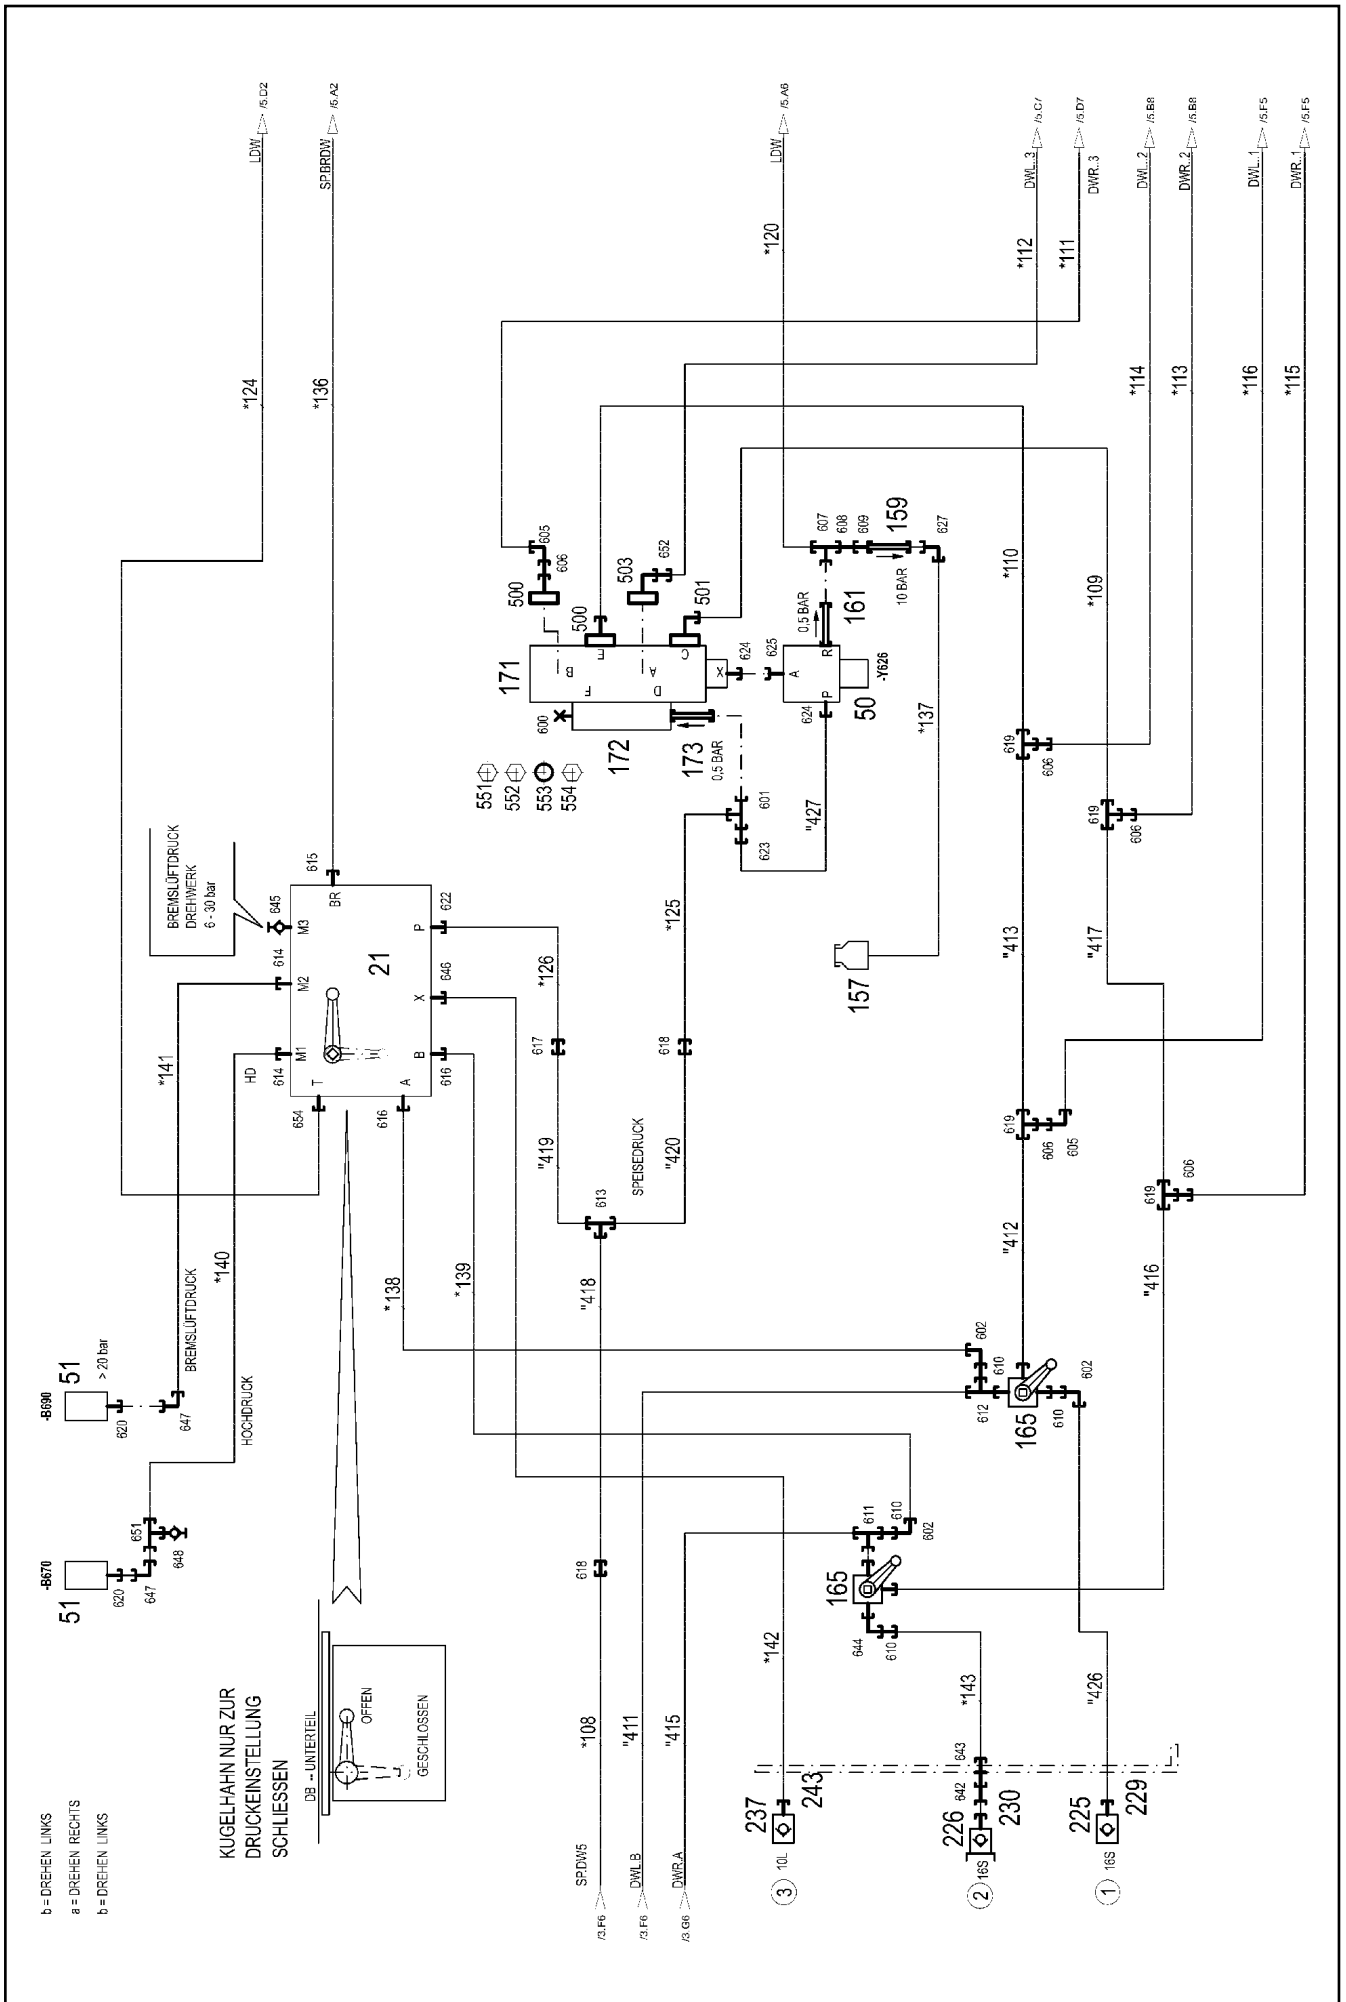 b = DREHEN LINKS
a = DREHEN RECHTS
b = DREHEN LINKS
KUGELHAHN NUR ZUR
DRUCKEINSTELLUNG
SCHLIESSEN
DB -- UNTERTEIL
OFFEN
GESCHLOSSEN
-B670
51
620
647
651
648
-B690
51
> 20 bar
620
647
BREMSLÜFTDRUCK
HOCHDRUCK
*140
*141
HD
BREMSLÜFTDRUCK
DREHWERK
6 - 30 bar
614
M1
614
M2
645
M3
615
BR
21
T
654
A
616
B
616
X
646
P
622
*124
LDW
/5.D2
*136
SP.BRDW
/5.A2
*138
*139
/3.F6
SP.DW5
*108
618
"418
613
"419
617
*126
SPEISEDRUCK
"420
618
*125
/3.F6
DWL.B
"411
/3.G6
DWR.A
"415
551
552
553
554
600
172
173
0,5 BAR
171
B
E
F
A
D
C
X
500
606
605
500
503
652
501
624
625
601
623
"427
624
P
A
R
50
-Y626
0,5 BAR
161
607
608
609
159
10 BAR
627
*137
157
*120
LDW
/5.A6
*112
DWL..3
/5.C7
*111
DWR..3
/5.D7
*110
*109
*114
DWL..2
/5.B8
*113
DWR..2
/5.B8
*116
DWL..1
/5.F5
*115
DWR..1
/5.F5
619
606
619
606
"413
"417
619
606
605
619
606
"412
"416
602
610
612
165
610
602
611
610
602
165
644
610
3
10L
237
243
*142
2
16S
226
230
642
643
*143
1
16S
225
229
"426